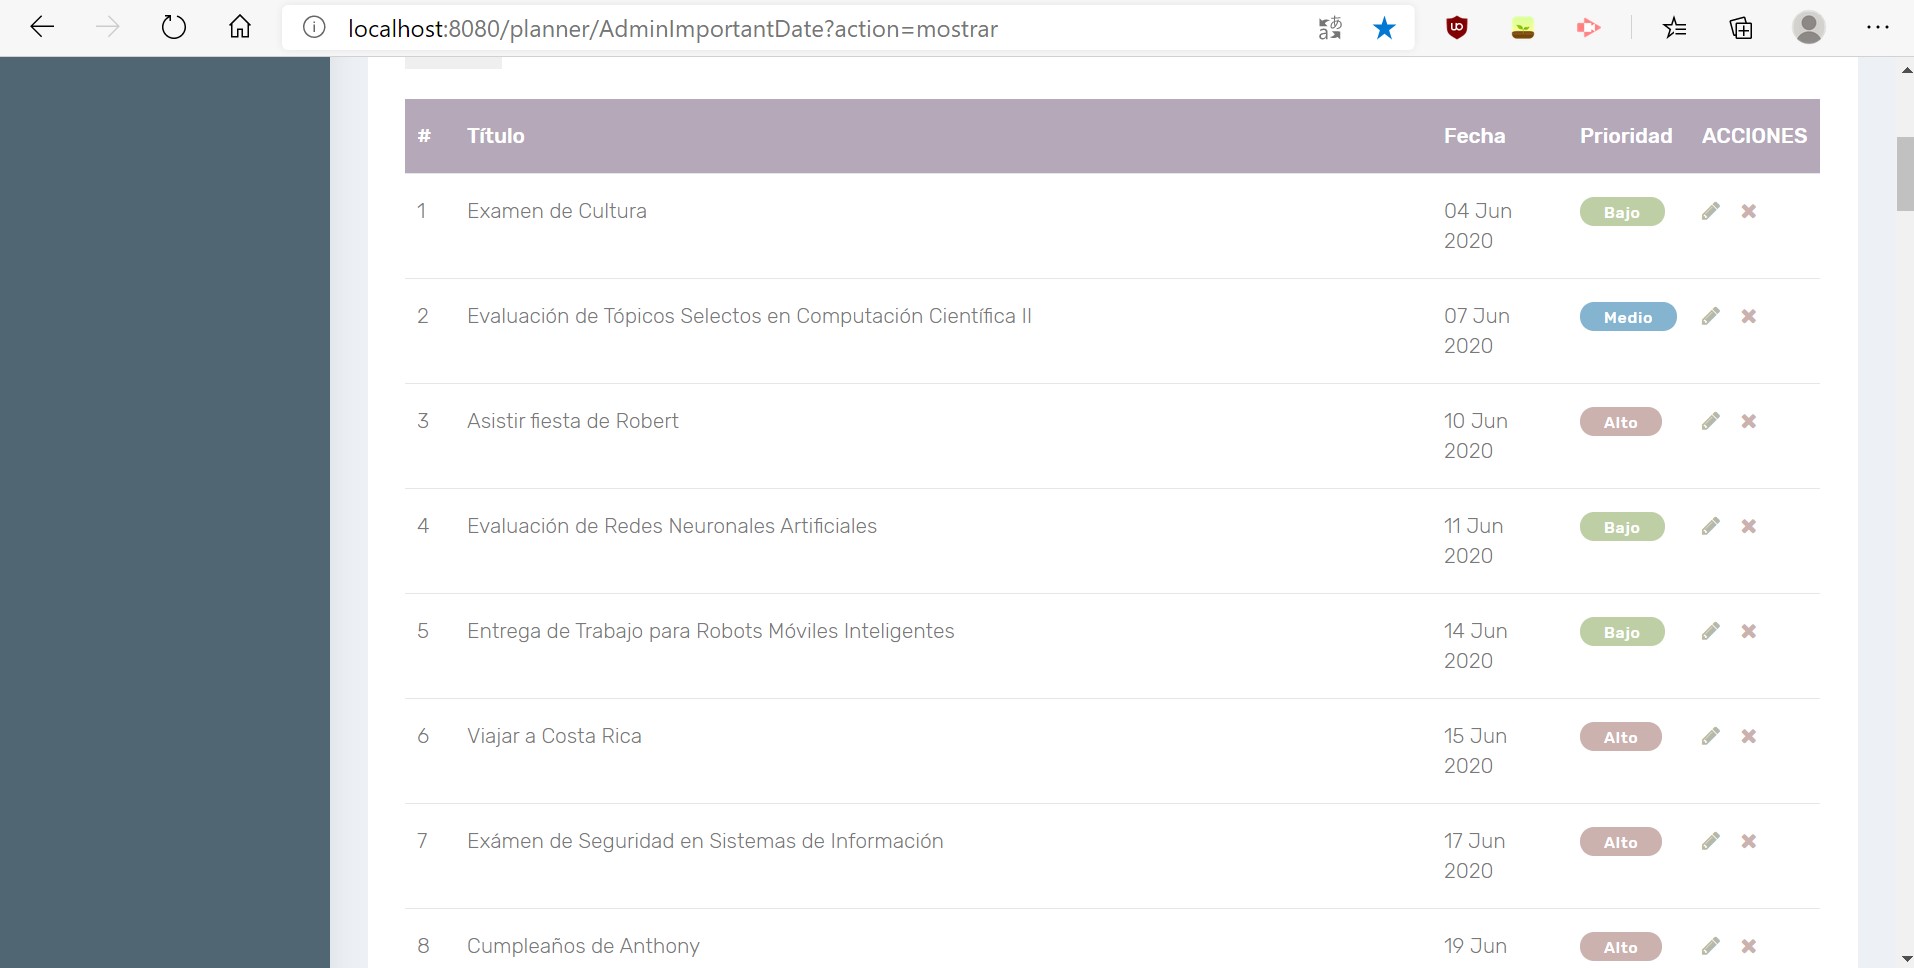 localhost:8080/planner/AdminImportantDate?action=mostrar
# Título Fecha Prioridad ACCIONES
1 Examen de Cultura 04 Jun 2020 Bajo
2 Evaluación de Tópicos Selectos en Computación Científica II 07 Jun 2020 Medio
3 Asistir fiesta de Robert 10 Jun 2020 Alto
4 Evaluación de Redes Neuronales Artificiales 11 Jun 2020 Bajo
5 Entrega de Trabajo para Robots Móviles Inteligentes 14 Jun 2020 Bajo
6 Viajar a Costa Rica 15 Jun 2020 Alto
7 Exámen de Seguridad en Sistemas de Información 17 Jun 2020 Alto
8 Cumpleaños de Anthony 19 Jun Alto